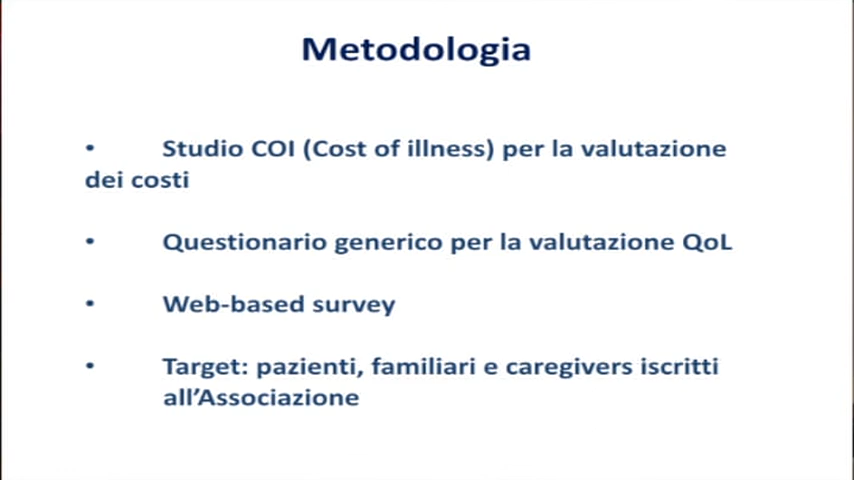 Metodologia
• Studio COI (Cost of illness) per la valutazione
dei costi
• Questionario generico per la valutazione QoL
• Web-based survey
• Target: pazienti, familiari e caregivers iscritti
all’Associazione